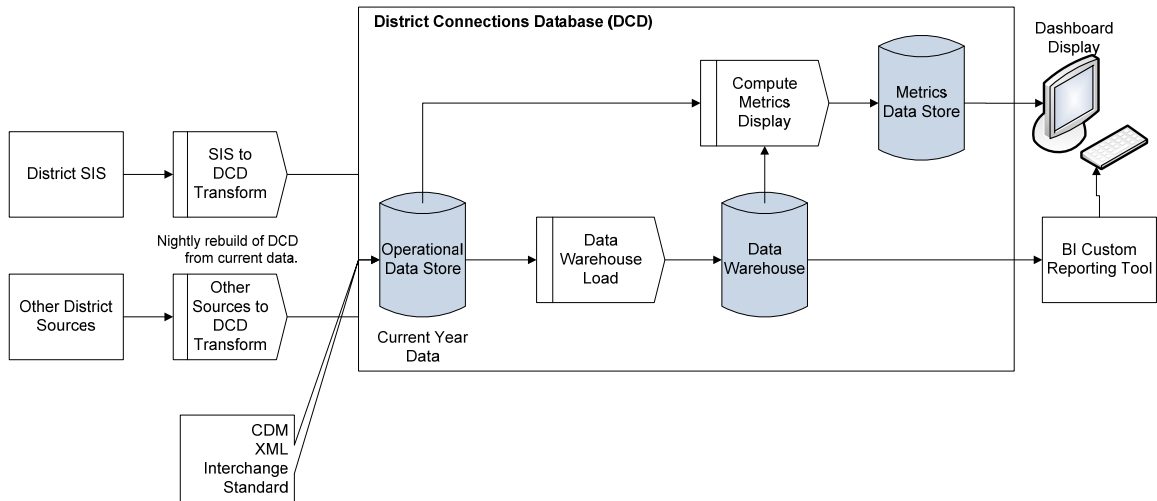 District Connections Database (DCD)
Dashboard
Display
Compute
Metrics
Display
Metrics
Data Store
District SIS
SIS to
DCD
Transform
Nightly rebuild of DCD
from current data.
Operational
Data Store
Data
Warehouse
Load
Data
Warehouse
BI Custom
Reporting Tool
Other District
Sources
Other
Sources to
DCD
Transform
Current Year
Data
CDM
XML
Interchange
Standard